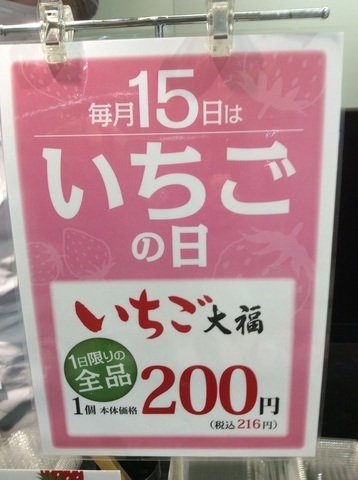 毎月15日は
いちご
の日
いちご大福
1日限りの
全品
1個 本体価格 200円
(税込 216円)